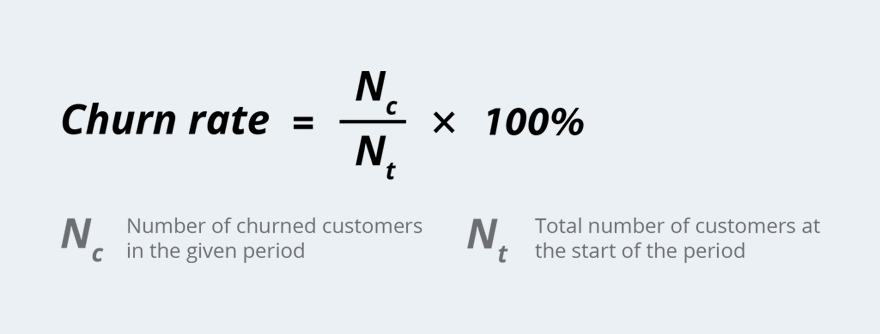 Churn rate = Nc / Nt × 100%
Nc Number of churned customers
in the given period
Nt Total number of customers at
the start of the period